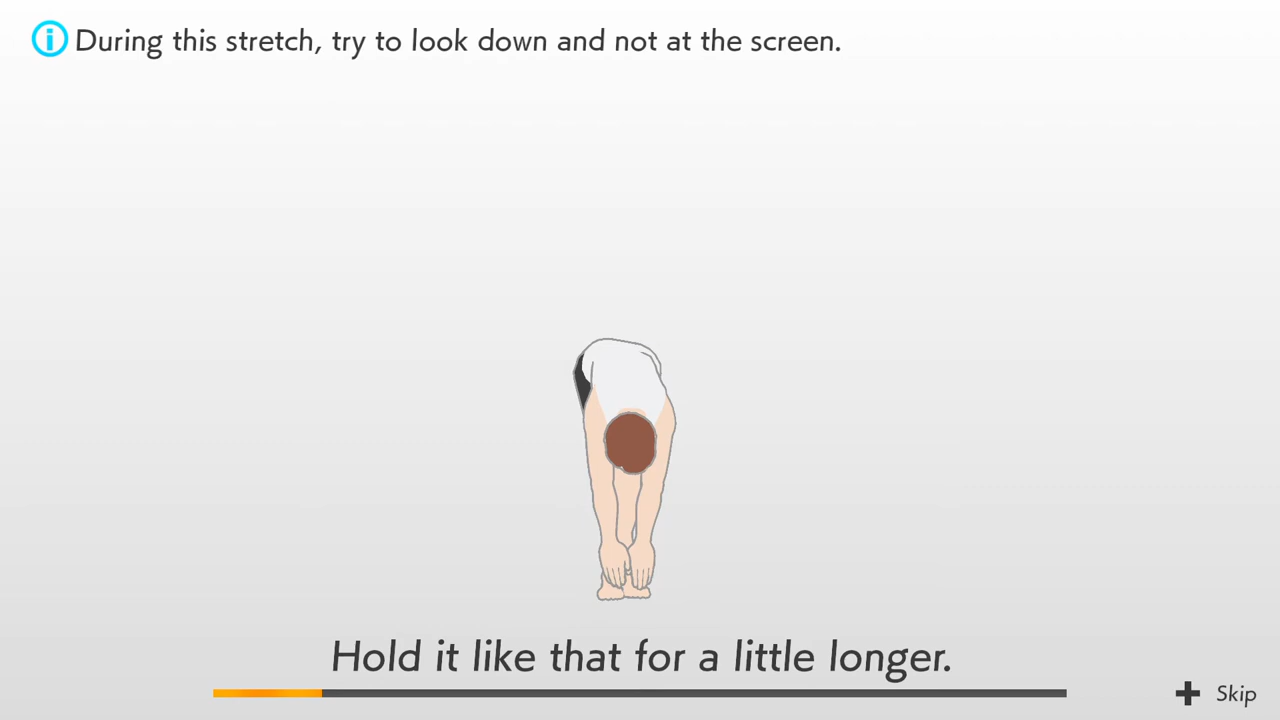 During this stretch, try to look down and not at the screen.
Hold it like that for a little longer.
Skip